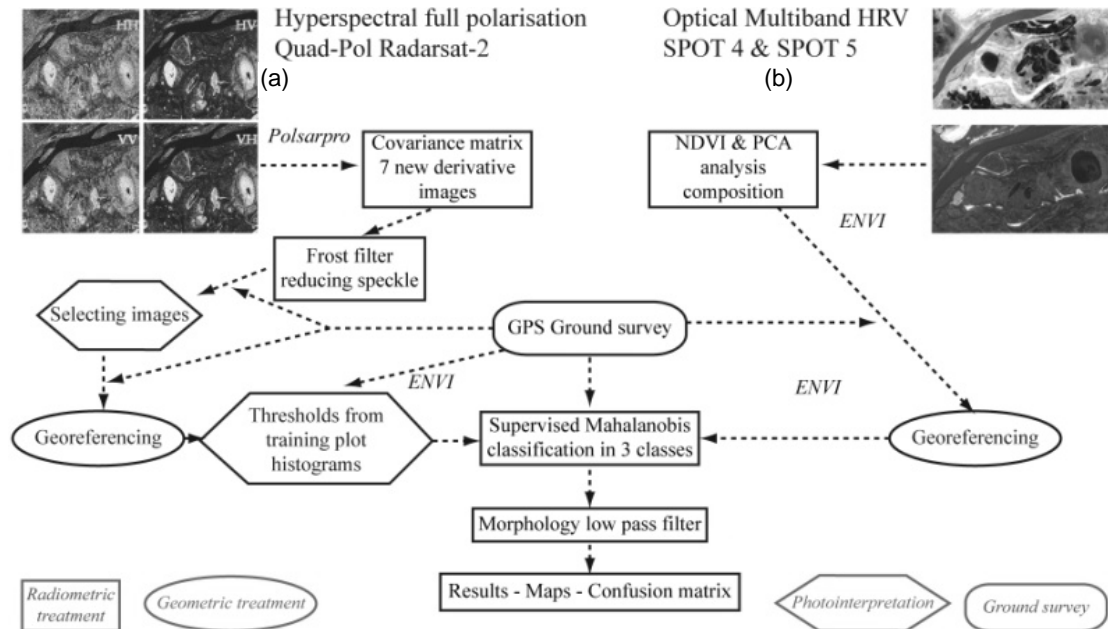 HH
HV
VV
VH
Hyperspectral full polarisation
Quad-Pol Radarsat-2
(a)
Optical Multiband HRV
SPOT 4 & SPOT 5
(b)
Polsarpro
Covariance matrix
7 new derivative
images
NDVI & PCA
analysis
composition
ENVI
Frost filter
reducing speckle
Selecting images
GPS Ground survey
ENVI
ENVI
Georeferencing
Thresholds from
training plot
histograms
Supervised Mahalanobis
classification in 3 classes
Georeferencing
Morphology low pass filter
Results - Maps - Confusion matrix
Radiometric
treatment
Geometric treatment
Photointerpretation
Ground survey